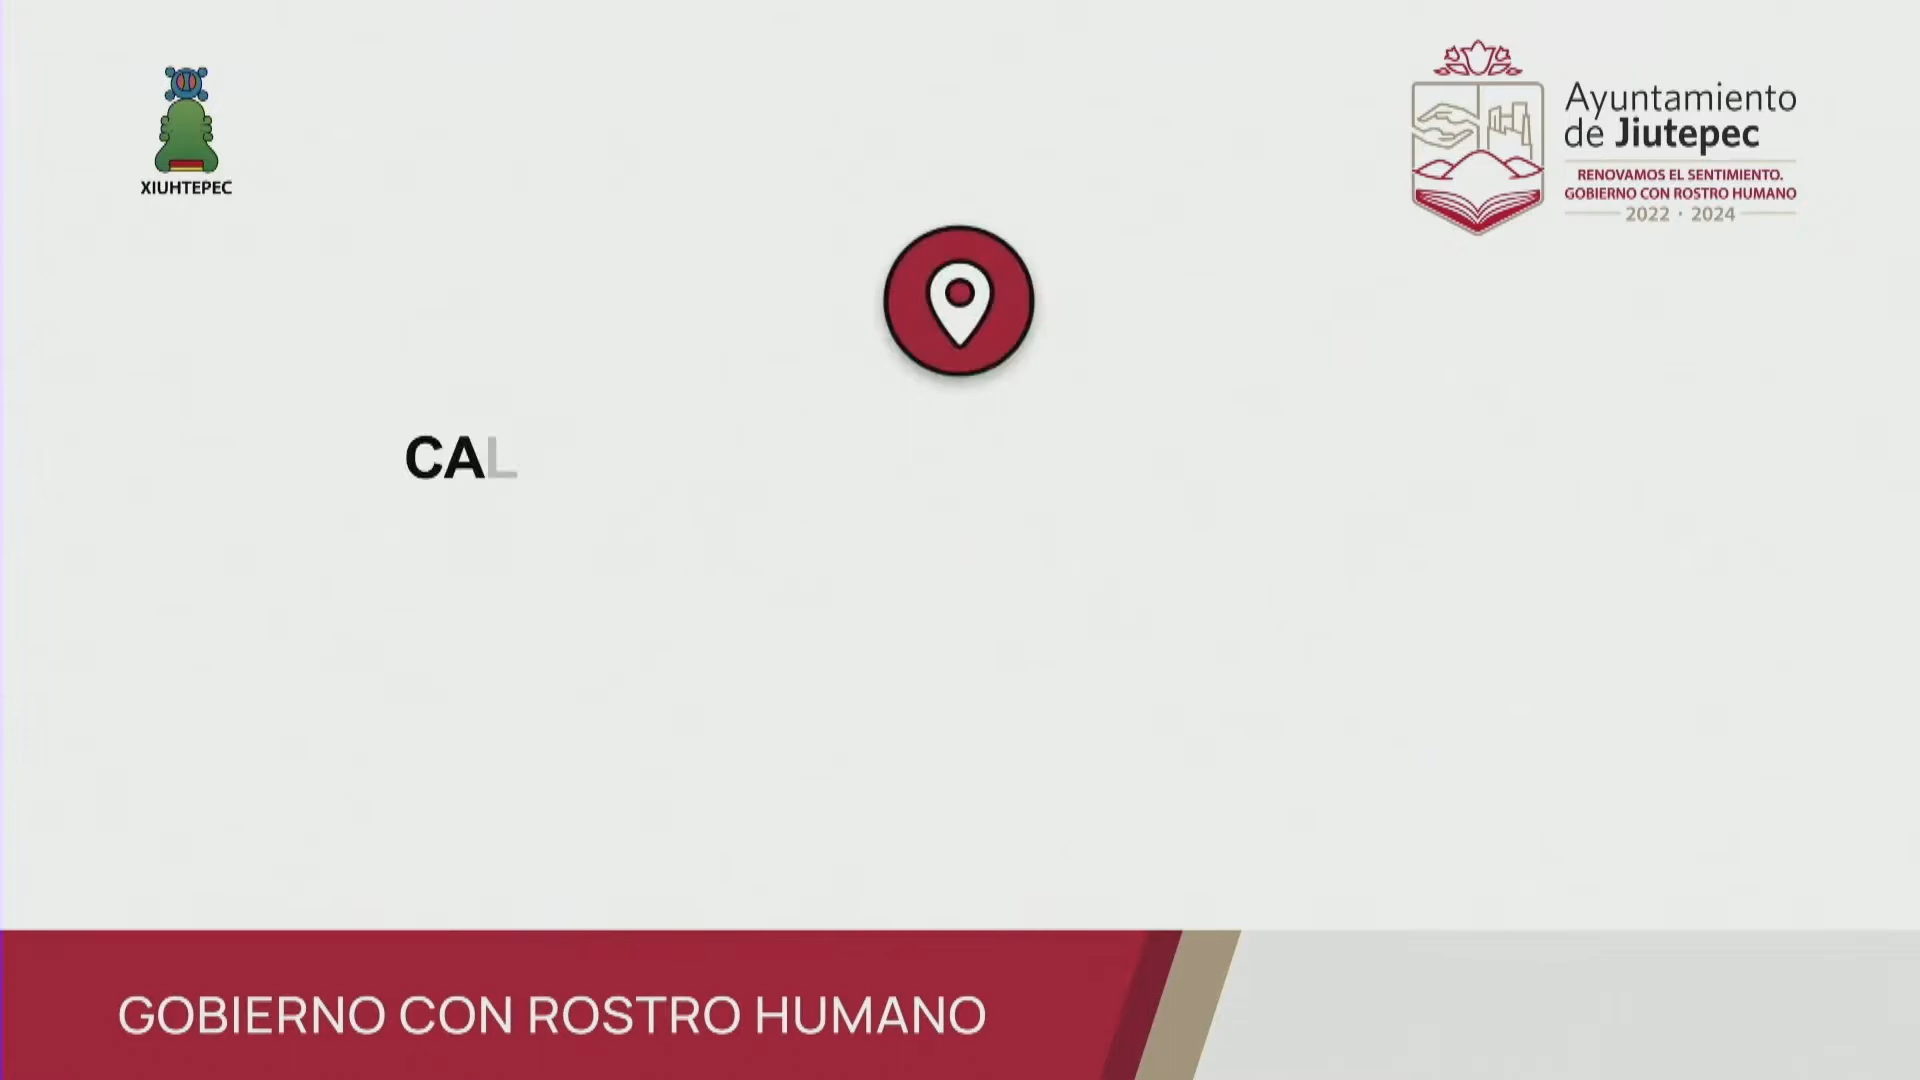 XIUHTEPEC
Ayuntamiento
de Jiutepec
RENOVAMOS EL SENTIMIENTO.
GOBIERNO CON ROSTRO HUMANO
2022 · 2024
CAL
GOBIERNO CON ROSTRO HUMANO